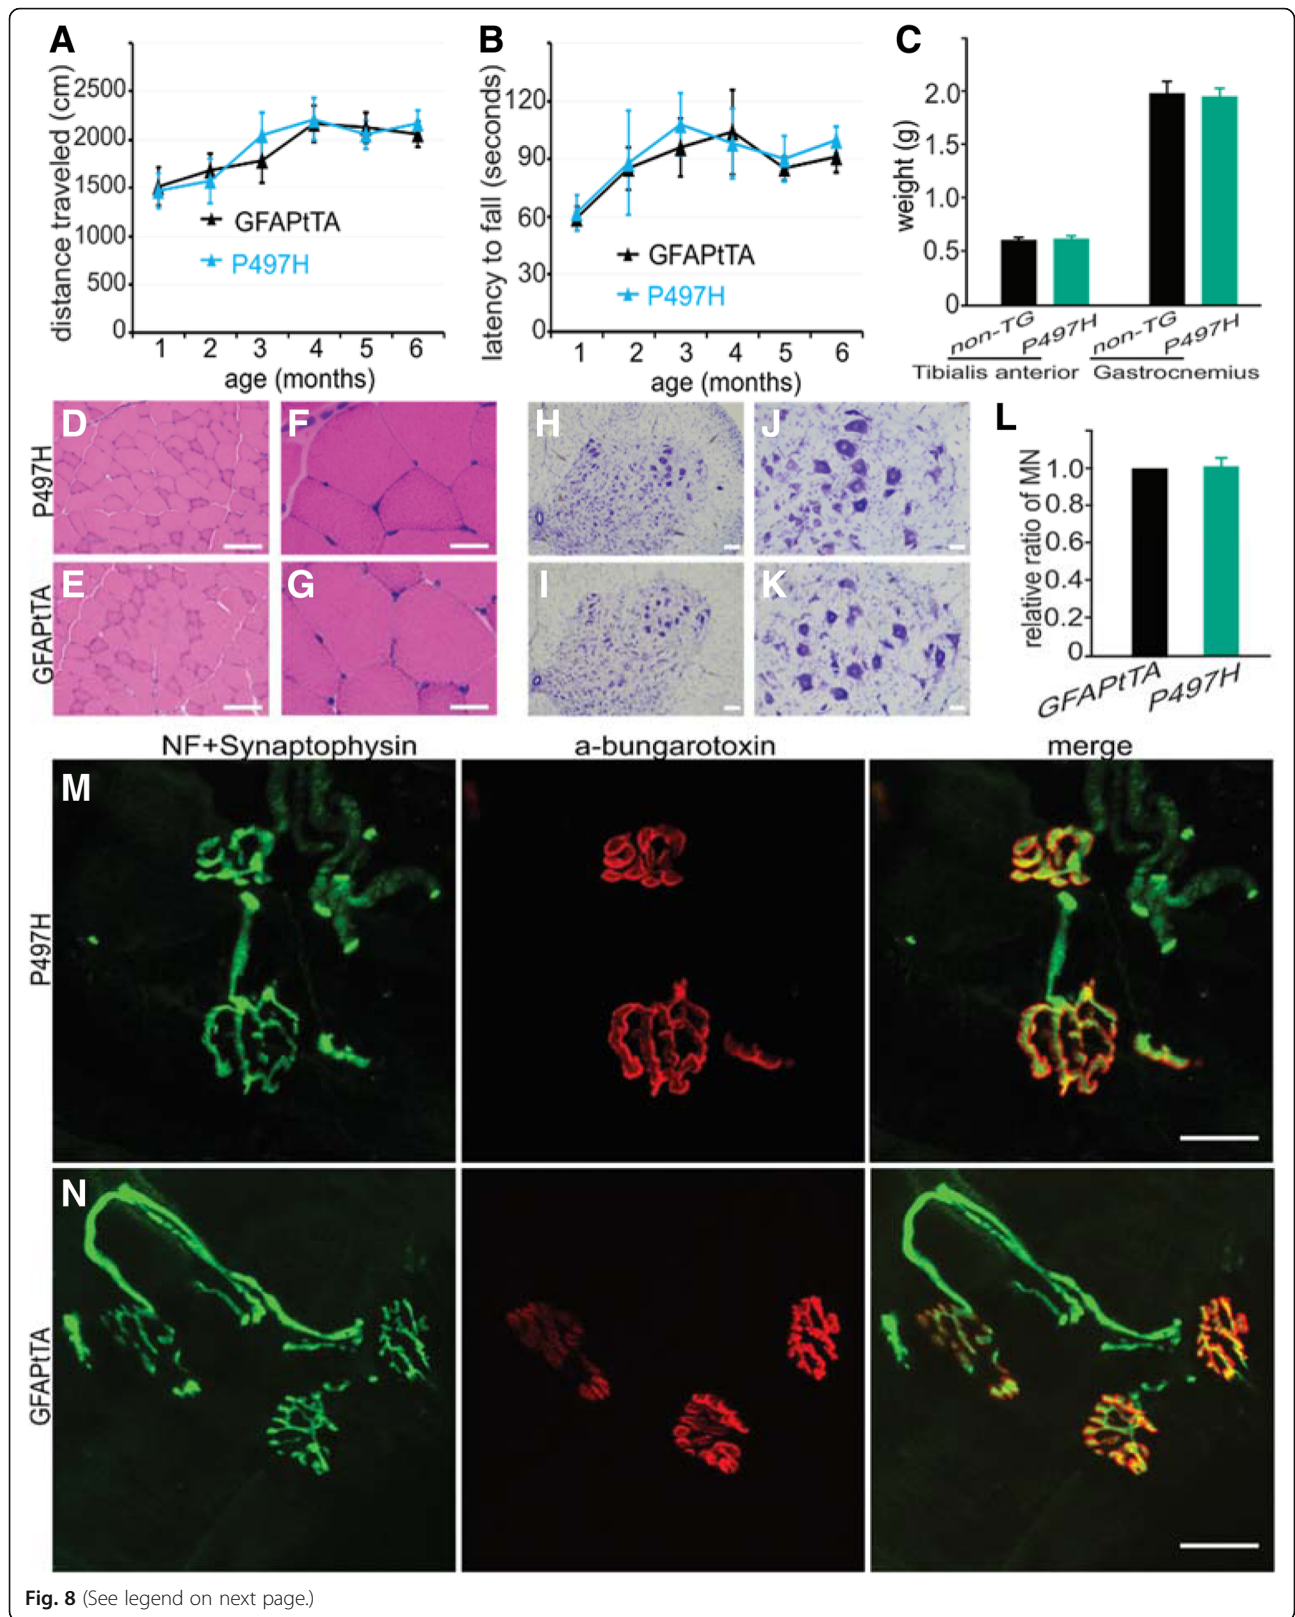 A
distance traveled (cm)
2500
2000
1500
1000
500
0
GFAPtTA
P497H
1 2 3 4 5 6
age (months)
B
latency to fall (seconds)
120
90
60
30
0
GFAPtTA
P497H
1 2 3 4 5 6
age (months)
C
weight (g)
2.0
1.5
1.0
0.5
0
non-TG P497H non-TG P497H
Tibialis anterior Gastrocnemius
P497H
D F H J
GFAPtTA
E G I K
L
relative ratio of MN
1.0
0.8
0.6
0.4
0.2
0
GFAPtTA P497H
NF+Synaptophysin a-bungarotoxin merge
P497H
M
GFAPtTA
N
Fig. 8 (See legend on next page.)